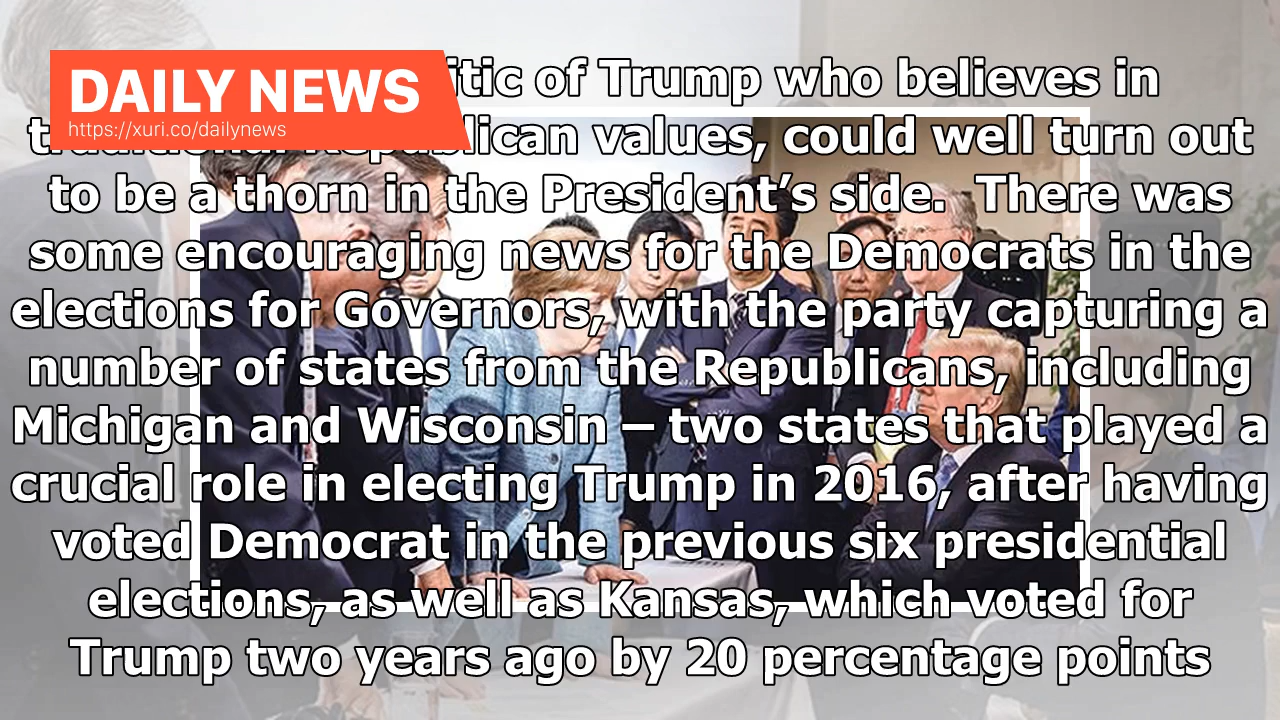 DAILY NEWS
https://xuri.co/dailynews
itic of Trump who believes in
traditional Republican values, could well turn out
to be a thorn in the President’s side.  There was
some encouraging news for the Democrats in the
elections for Governors, with the party capturing a
number of states from the Republicans, including
Michigan and Wisconsin – two states that played a
crucial role in electing Trump in 2016, after having
voted Democrat in the previous six presidential
elections, as well as Kansas, which voted for
Trump two years ago by 20 percentage points